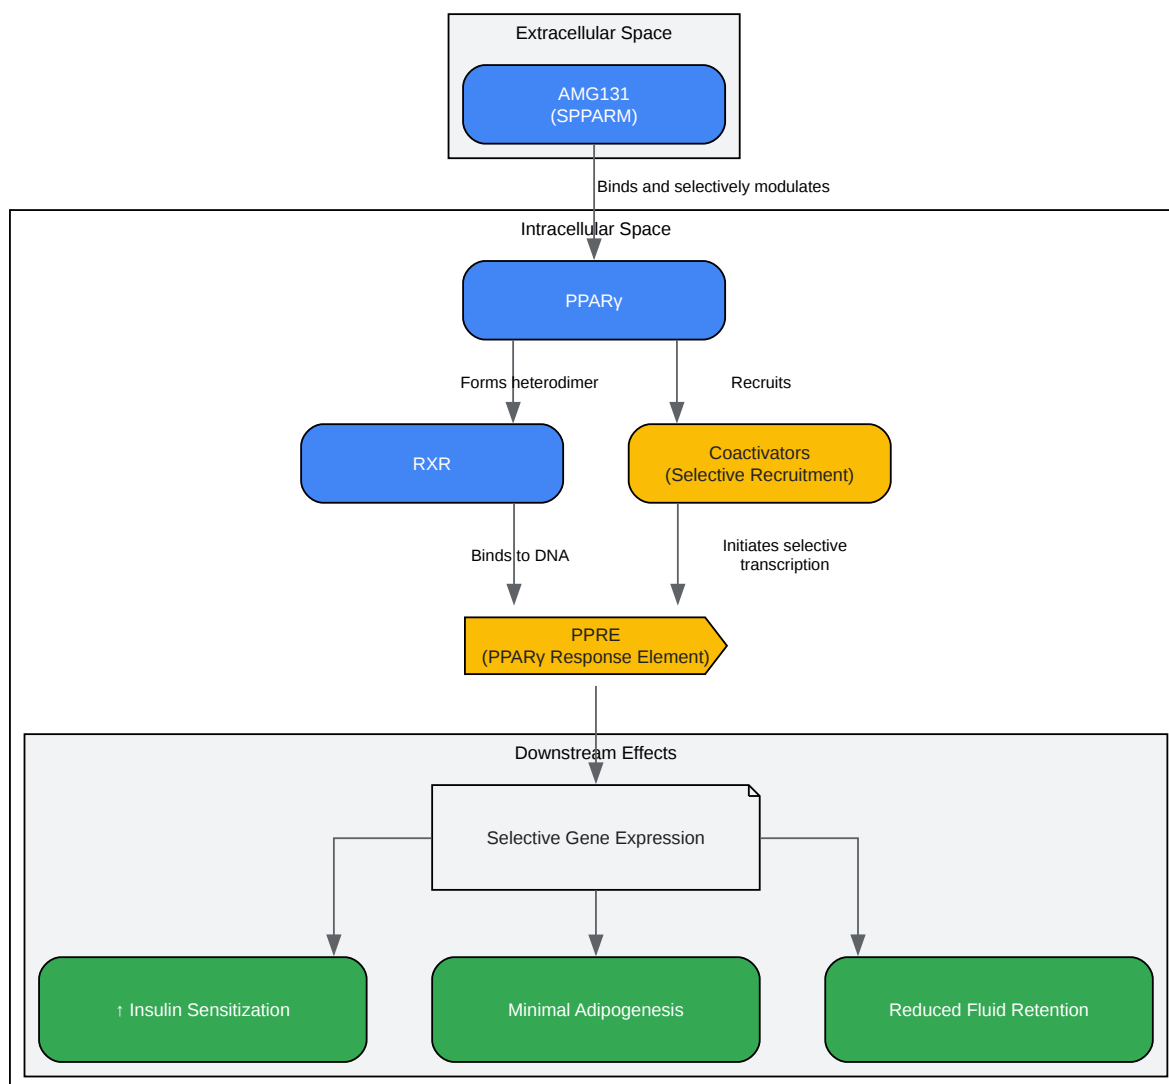 Extracellular Space
AMG131
(SPPARM)
Binds and selectively modulates
Intracellular Space
PPARγ
Forms heterodimer
Recruits
RXR
Coactivators
(Selective Recruitment)
Binds to DNA
Initiates selective
transcription
PPRE
(PPARγ Response Element)
Downstream Effects
Selective Gene Expression
↑ Insulin Sensitization
Minimal Adipogenesis
Reduced Fluid Retention